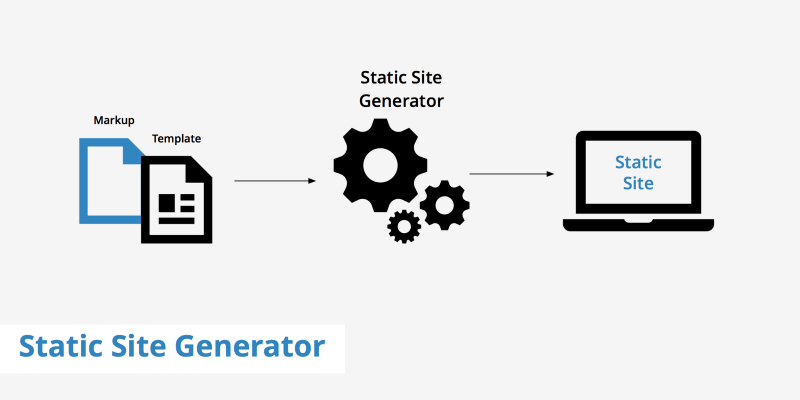 Markup
Template
Static Site
Generator
Static
Site
Static Site Generator